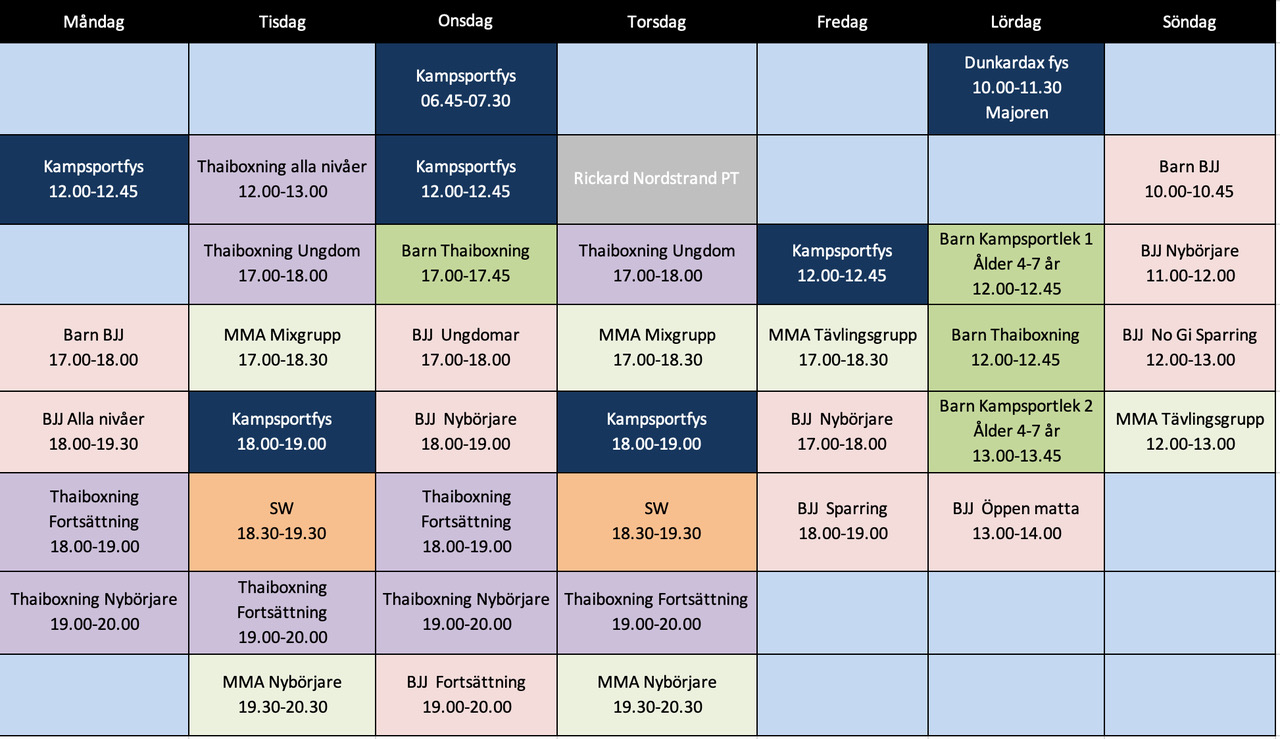 Måndag
Tisdag
Onsdag
Torsdag
Fredag
Lördag
Söndag
Kampsportfys
06.45-07.30
Dunkardax fys
10.00-11.30
Majoren
Kampsportfys
12.00-12.45
Thaiboxning alla nivåer
12.00-13.00
Kampsportfys
12.00-12.45
Rickard Nordstrand PT
Barn BJJ
10.00-10.45
Thaiboxning Ungdom
17.00-18.00
Barn Thaiboxning
17.00-17.45
Thaiboxning Ungdom
17.00-18.00
Kampsportfys
12.00-12.45
Barn Kampsportlek 1
Ålder 4-7 år
12.00-12.45
BJJ Nybörjare
11.00-12.00
Barn BJJ
17.00-18.00
MMA Mixgrupp
17.00-18.30
BJJ Ungdomar
17.00-18.00
MMA Mixgrupp
17.00-18.30
MMA Tävlingsgrupp
17.00-18.30
Barn Thaiboxning
12.00-12.45
BJJ No Gi Sparring
12.00-13.00
BJJ Alla nivåer
18.00-19.30
Kampsportfys
18.00-19.00
BJJ Nybörjare
18.00-19.00
Kampsportfys
18.00-19.00
BJJ Nybörjare
17.00-18.00
Barn Kampsportlek 2
Ålder 4-7 år
13.00-13.45
MMA Tävlingsgrupp
12.00-13.00
Thaiboxning
Fortsättning
18.00-19.00
SW
18.30-19.30
Thaiboxning
Fortsättning
18.00-19.00
SW
18.30-19.30
BJJ Sparring
18.00-19.00
BJJ Öppen matta
13.00-14.00
Thaiboxning Nybörjare
19.00-20.00
Thaiboxning
Fortsättning
19.00-20.00
Thaiboxning Nybörjare
19.00-20.00
Thaiboxning Fortsättning
19.00-20.00
MMA Nybörjare
19.30-20.30
BJJ Fortsättning
19.00-20.00
MMA Nybörjare
19.30-20.30